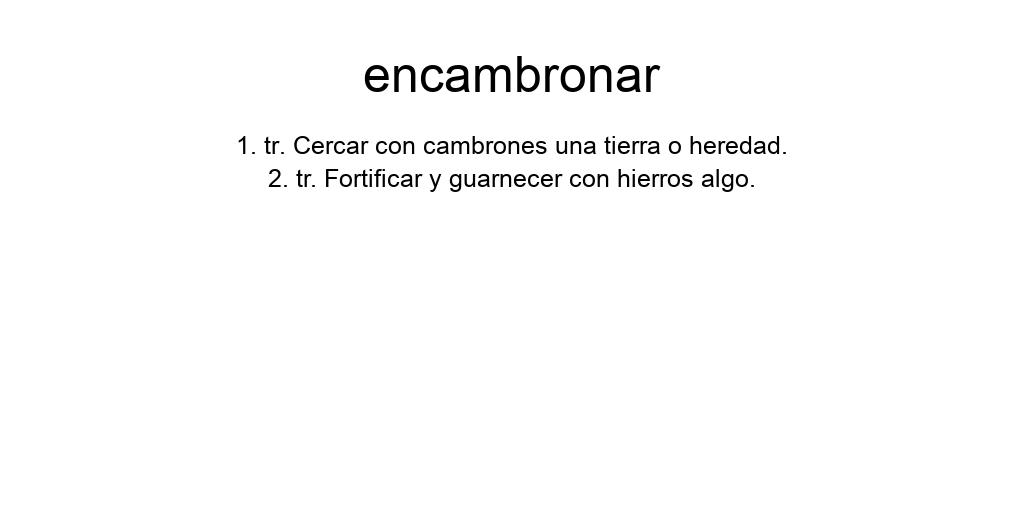 encambronar
1. tr. Cercar con cambrones una tierra o heredad.
2. tr. Fortificar y guarnecer con hierros algo.